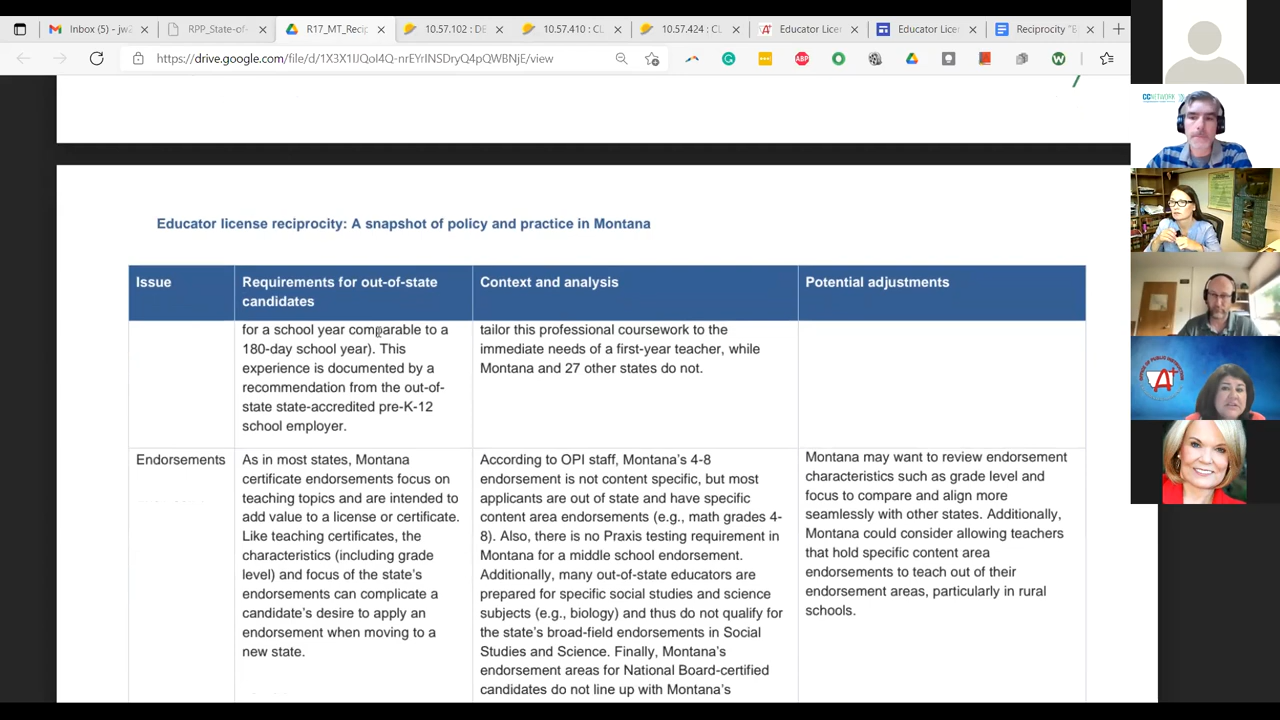 Inbox (5) - jw2
RPP_State-of-
R17_MT_Recip
10.57.102 : DE
10.57.410 : CL
10.57.424 : CL
Educator Licen
Educator Licen
Reciprocity "B
https://drive.google.com/file/d/1X3X1IJQoI4Q-nrEYrINSDryQ4pQWBNjE/view
7
Educator license reciprocity: A snapshot of policy and practice in Montana
Issue
Requirements for out-of-state
candidates
Context and analysis
Potential adjustments
for a school year comparable to a
180-day school year). This
experience is documented by a
recommendation from the out-of-
state state-accredited pre-K-12
school employer.
tailor this professional coursework to the
immediate needs of a first-year teacher, while
Montana and 27 other states do not.
Endorsements
As in most states, Montana
certificate endorsements focus on
teaching topics and are intended to
add value to a license or certificate.
Like teaching certificates, the
characteristics (including grade
level) and focus of the state's
endorsements can complicate a
candidate's desire to apply an
endorsement when moving to a
new state.
According to OPI staff, Montana's 4-8
endorsement is not content specific, but most
applicants are out of state and have specific
content area endorsements (e.g., math grades 4-
8). Also, there is no Praxis testing requirement in
Montana for a middle school endorsement.
Additionally, many out-of-state educators are
prepared for specific social studies and science
subjects (e.g., biology) and thus do not qualify for
the state's broad-field endorsements in Social
Studies and Science. Finally, Montana's
endorsement areas for National Board-certified
candidates do not line up with Montana's
Montana may want to review endorsement
characteristics such as grade level and
focus to compare and align more
seamlessly with other states. Additionally,
Montana could consider allowing teachers
that hold specific content area
endorsements to teach out of their
endorsement areas, particularly in rural
schools.
CCNETWORK